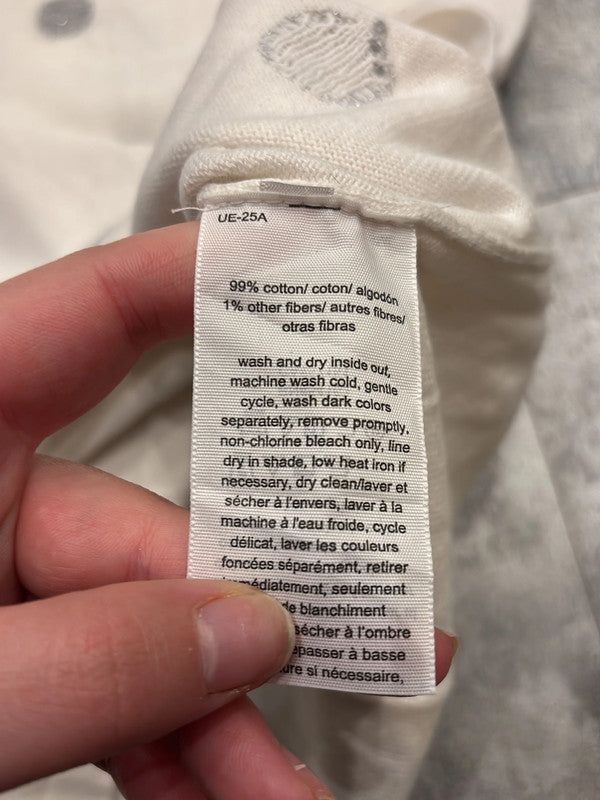 UE-25A
99% cotton/ coton/ algodón
1% other fibers/ autres fibres/
otras fibras
wash and dry inside out,
machine wash cold, gentle
cycle, wash dark colors
separately, remove promptly,
non-chlorine bleach only, line
dry in shade, low heat iron if
necessary, dry clean/laver et
sécher à l'envers, laver à la
machine à l'eau froide, cycle
délicat, laver les couleurs
foncées séparément, retirer
immédiatement, seulement
de blanchiment
sécher à l'ombre
à basse
si nécessaire,